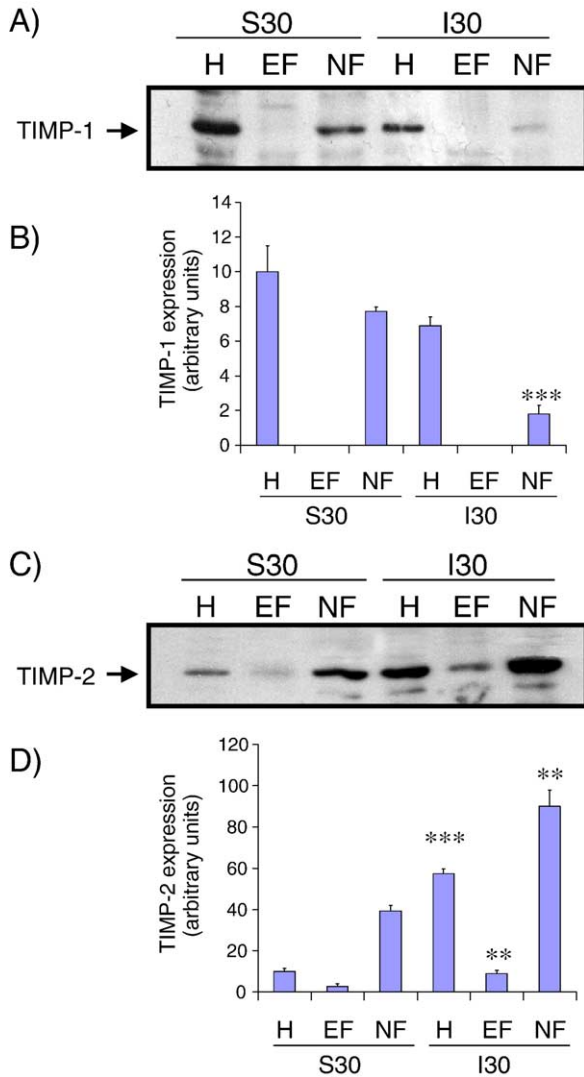 A)
S30 I30
H EF NF H EF NF
TIMP-1
B)
TIMP-1 expression
(arbitrary units)
14
12
10
8
6
4
2
0
***
H EF NF H EF NF
S30 I30
C)
S30 I30
H EF NF H EF NF
TIMP-2
D)
TIMP-2 expression
(arbitrary units)
120
100
80
60
40
20
0
*** ** **
H EF NF H EF NF
S30 I30